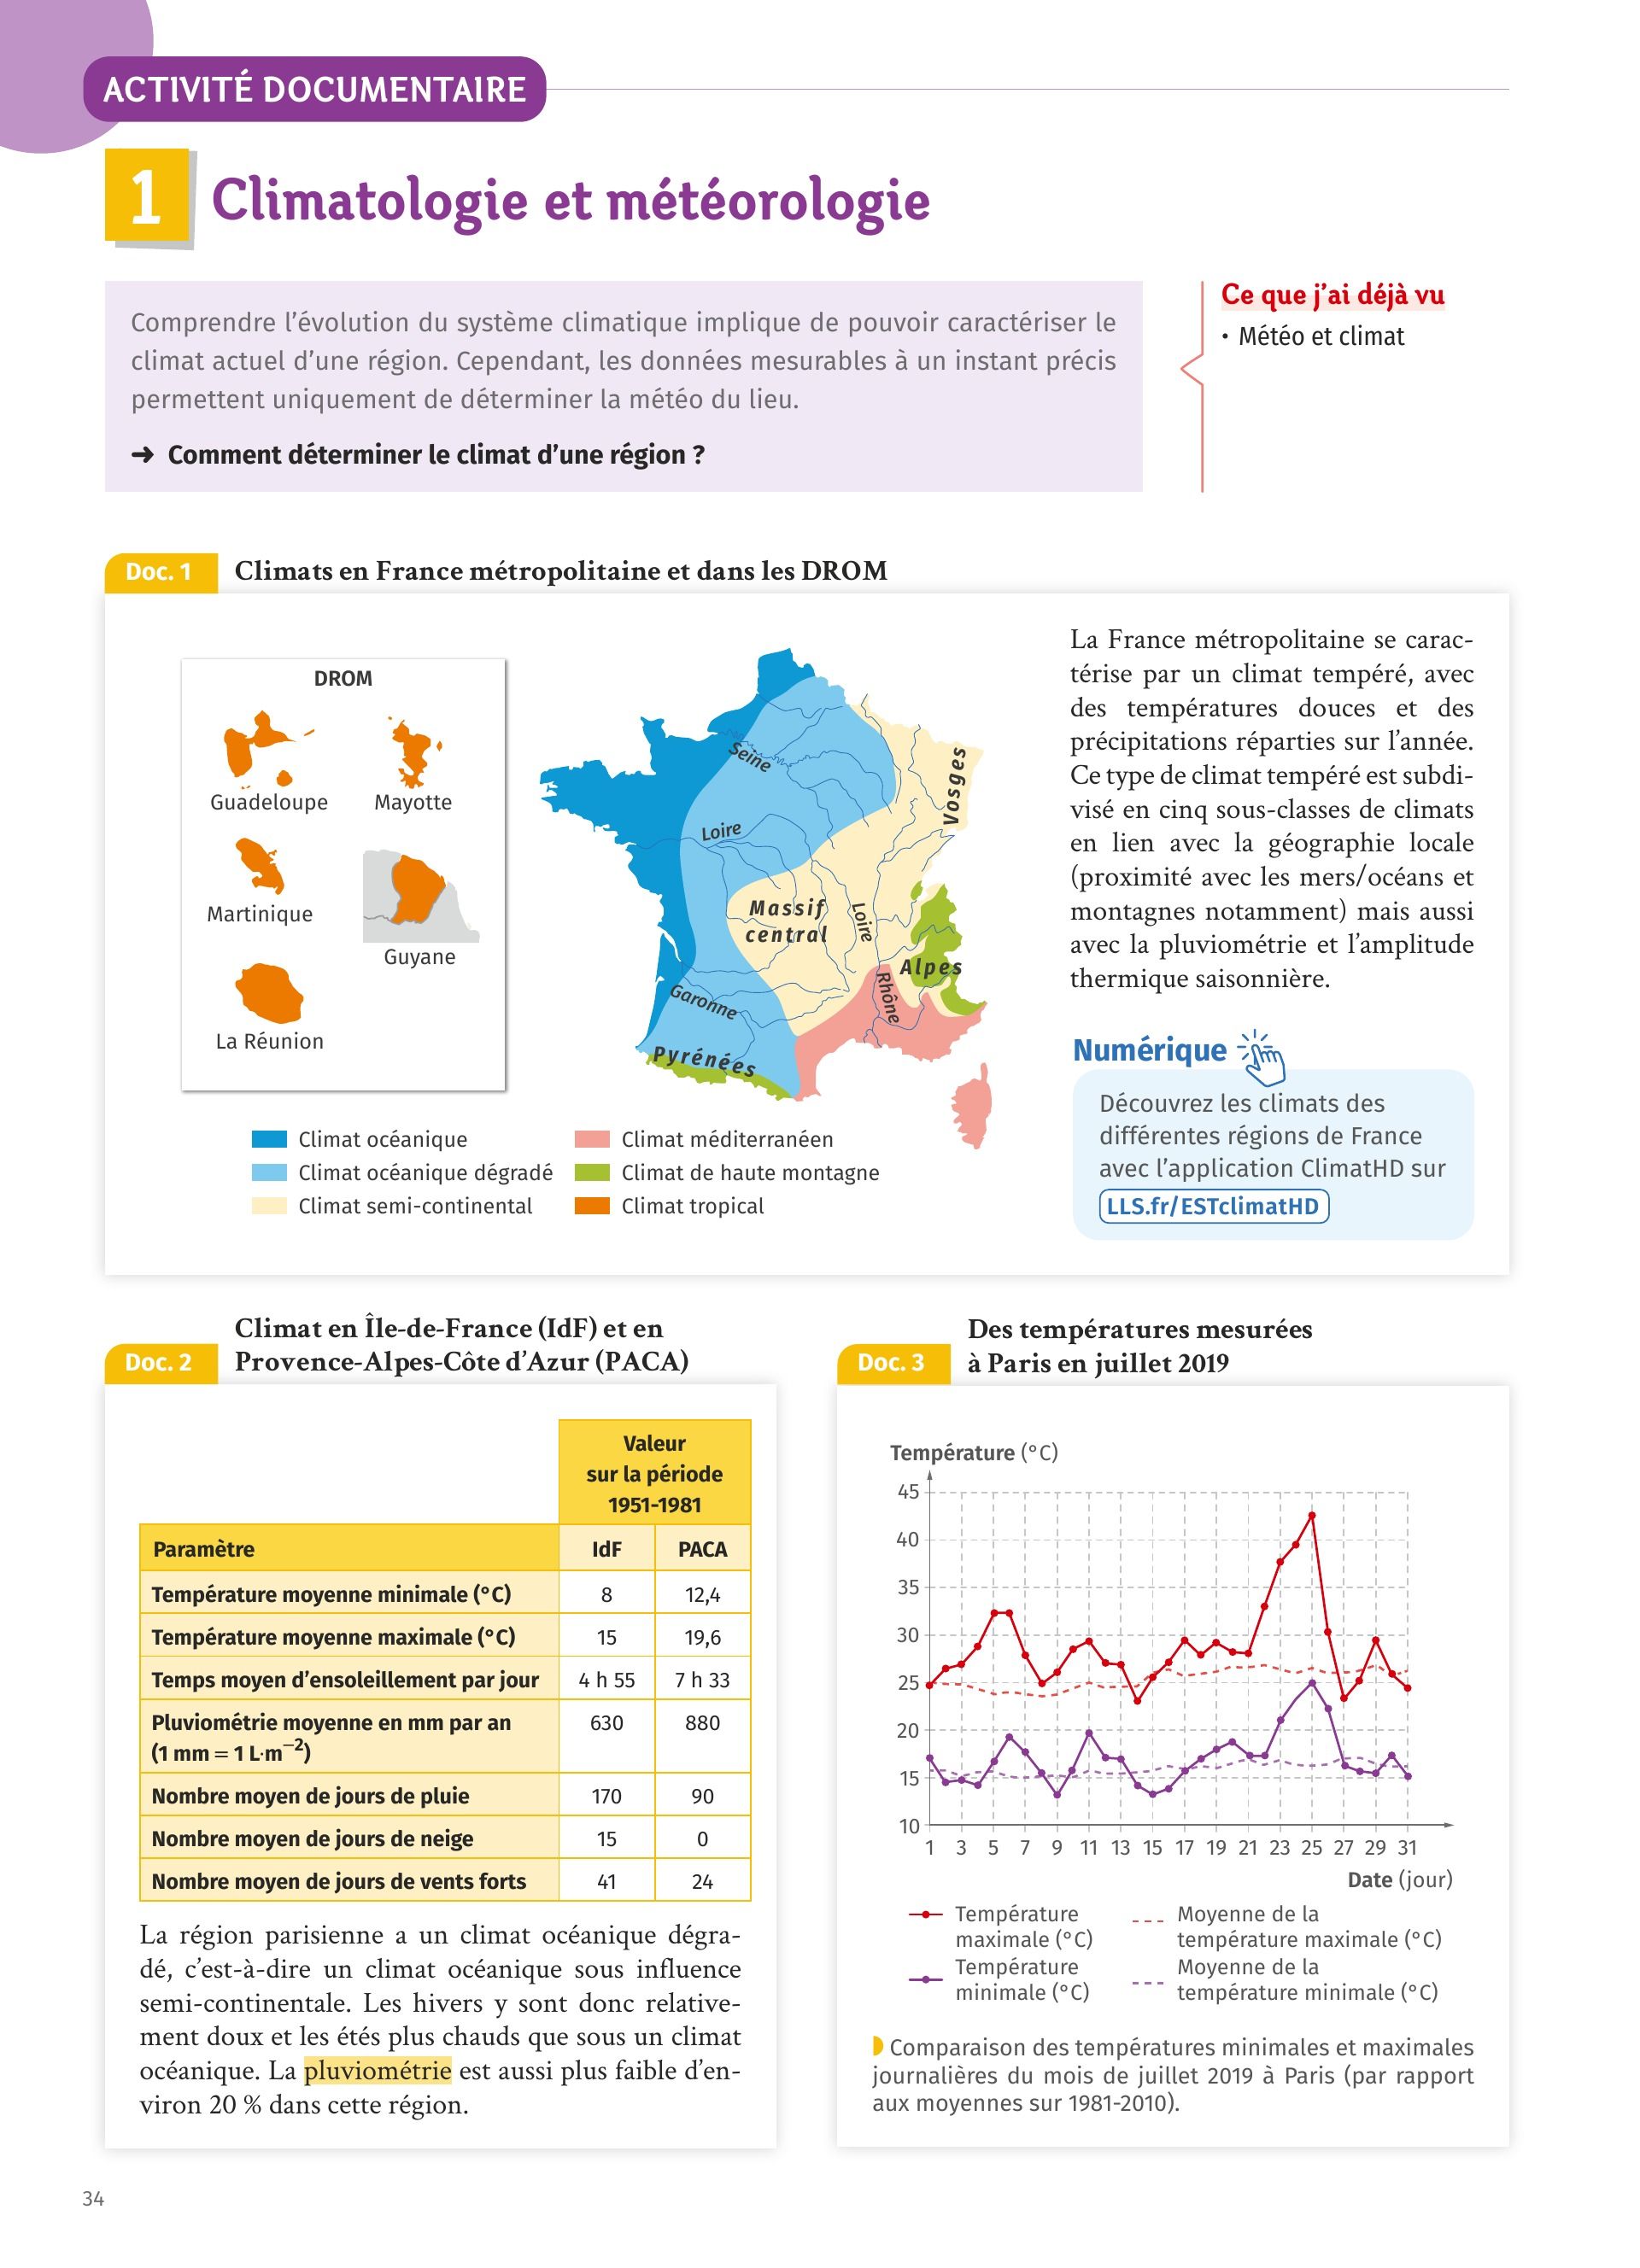 ACTIVITÉ DOCUMENTAIRE
1 Climatologie et météorologie
Comprendre l'évolution du système climatique implique de pouvoir caractériser le
climat actuel d'une région. Cependant, les données mesurables à un instant précis
permettent uniquement de déterminer la météo du lieu.
➜ Comment déterminer le climat d'une région ?
Ce que j'ai déjà vu
• Météo et climat
Doc. 1 Climats en France métropolitaine et dans les DROM
DROM
Guadeloupe
Mayotte
Martinique
Guyane
La Réunion
Seine
Vosges
Loire
Massif
central
Loire
Alpes
Rhône
Garonne
Pyrénées
Climat océanique
Climat océanique dégradé
Climat semi-continental
Climat méditerranéen
Climat de haute montagne
Climat tropical
La France métropolitaine se carac-
térise par un climat tempéré, avec
des températures douces et des
précipitations réparties sur l'année.
Ce type de climat tempéré est subdi-
visé en cinq sous-classes de climats
en lien avec la géographie locale
(proximité avec les mers/océans et
montagnes notamment) mais aussi
avec la pluviométrie et l'amplitude
thermique saisonnière.
Numérique
Découvrez les climats des
différentes régions de France
avec l'application ClimatHD sur
LLS.fr/ESTclimatHD
Doc. 2
Climat en Île-de-France (IdF) et en
Provence-Alpes-Côte d'Azur (PACA)
Valeur
sur la période
1951-1981
Paramètre IdF PACA
Température moyenne minimale (°C) 8 12,4
Température moyenne maximale (°C) 15 19,6
Temps moyen d'ensoleillement par jour 4 h 55 7 h 33
Pluviométrie moyenne en mm par an 630 880
(1 mm = 1 L·m⁻²)
Nombre moyen de jours de pluie 170 90
Nombre moyen de jours de neige 15 0
Nombre moyen de jours de vents forts 41 24
La région parisienne a un climat océanique dégra-
dé, c'est-à-dire un climat océanique sous influence
semi-continentale. Les hivers y sont donc relative-
ment doux et les étés plus chauds que sous un climat
océanique. La pluviométrie est aussi plus faible d'en-
viron 20 % dans cette région.
Doc. 3
Des températures mesurées
à Paris en juillet 2019
Température (°C)
45
40
35
30
25
20
15
10
1 3 5 7 9 11 13 15 17 19 21 23 25 27 29 31
Date (jour)
Température
maximale (°C)
Température
minimale (°C)
Moyenne de la
température maximale (°C)
Moyenne de la
température minimale (°C)
Comparaison des températures minimales et maximales
journalières du mois de juillet 2019 à Paris (par rapport
aux moyennes sur 1981-2010).
34